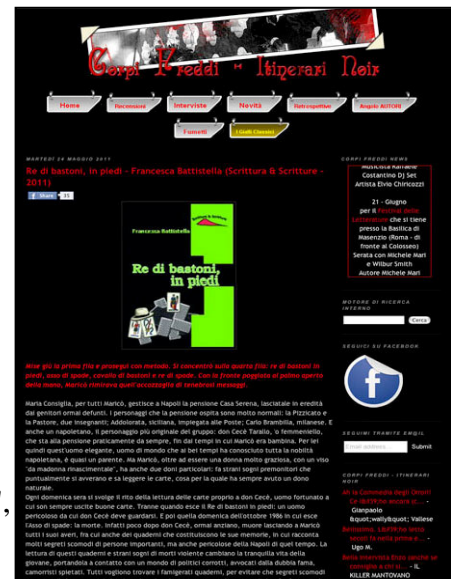 Corpi Freddi - Itinerari Noir
Home
Recensioni
Interviste
Novità
Retrospettive
Angolo AUTORI
Fumetti
I Gialli Classici
MARTEDÌ 24 MAGGIO 2011
Re di bastoni, in piedi - Francesca Battistella (Scrittura & Scritture -
2011)
Share
35
Francesca Battistella
Re di bastoni,
in piedi
Mise giù la prima fila e proseguì con metodo. Si concentrò sulla quarta fila: re di bastoni in
piedi, asso di spade, cavallo di bastoni e re di spade. Con la fronte poggiata al palmo aperto
della mano, Maricò rimirava quell'accozzaglia di tenebrosi messaggi.
Maria Consiglia, per tutti Maricò, gestisce a Napoli la pensione Casa Serena, lasciatale in eredità
dai genitori ormai defunti. I personaggi che la pensione ospita sono molto normali: la Pizzicato e
la Pastore, due insegnanti; Addolorata, siciliana, impiegata alle Poste; Carlo Brambilla, milanese. E
anche un napoletano, il personaggio più originale del gruppo: don Cecè Tarallo, 'o femmeniello,
che sta alla pensione praticamente da sempre, fin dai tempi in cui Maricò era bambina. Per lei
quindi quest'uomo elegante, uomo di mondo che ai bei tempi ha conosciuto tutta la nobiltà
napoletana, è quasi un parente. Ma Maricò, oltre ad essere una donna molto graziosa, con un viso
"da madonna rinascimentale", ha anche due doni particolari: fa strani sogni premonitori che
puntualmente si avverano e sa leggere le carte, cosa per la quale ha sempre avuto un dono
naturale.
Ogni domenica sera si svolge il rito della lettura delle carte proprio a don Cecè, uomo fortunato a
cui son sempre uscite buone carte. Tranne quando esce il Re di bastoni in piedi: un uomo
pericoloso da cui don Cecè deve guardarsi. E poi quella domenica dell'ottobre 1986 in cui esce
l'Asso di spade: la morte. Infatti poco dopo don Cecè, ormai anziano, muore lasciando a Maricò
tutti i suoi averi, fra cui anche dei quaderni che costituiscono le sue memorie, in cui racconta
molti segreti scomodi di persone importanti, ma anche pericolose della Napoli di quel tempo. La
lettura di questi quaderni e strani sogni di morti violente cambiano la tranquilla vita della
giovane, portandola a contatto con un mondo di politici corrotti, avvocati dalla dubbia fama,
camorristi spietati. Tutti vogliono trovare i famigerati quaderni, per evitare che segreti scomodi
CORPI FREDDI NEWS
Musicista Raffaele
Costantino Dj Set
Artista Elvio Chiricozzi
21 - Giugno
per il Festival delle
Letterature che si tiene
presso la Basilica di
Masenzio (Roma - di
fronte al Colosseo)
Serata con Michele Mari
e Wilbur Smith
Autore Michele Mari
MOTORE DI RICERCA
INTERNO
Cerca
SEGUICI SU FACEBOOK
f
SEGUIMI TRAMITE EM@IL
Email address
Submit
CORPI FREDDI - ITINERARI
NOIR
- Gianpaolo
&quot;wally&quot; Vallese
- Ugo M.
- IL
KILLER MANTOVANO
,